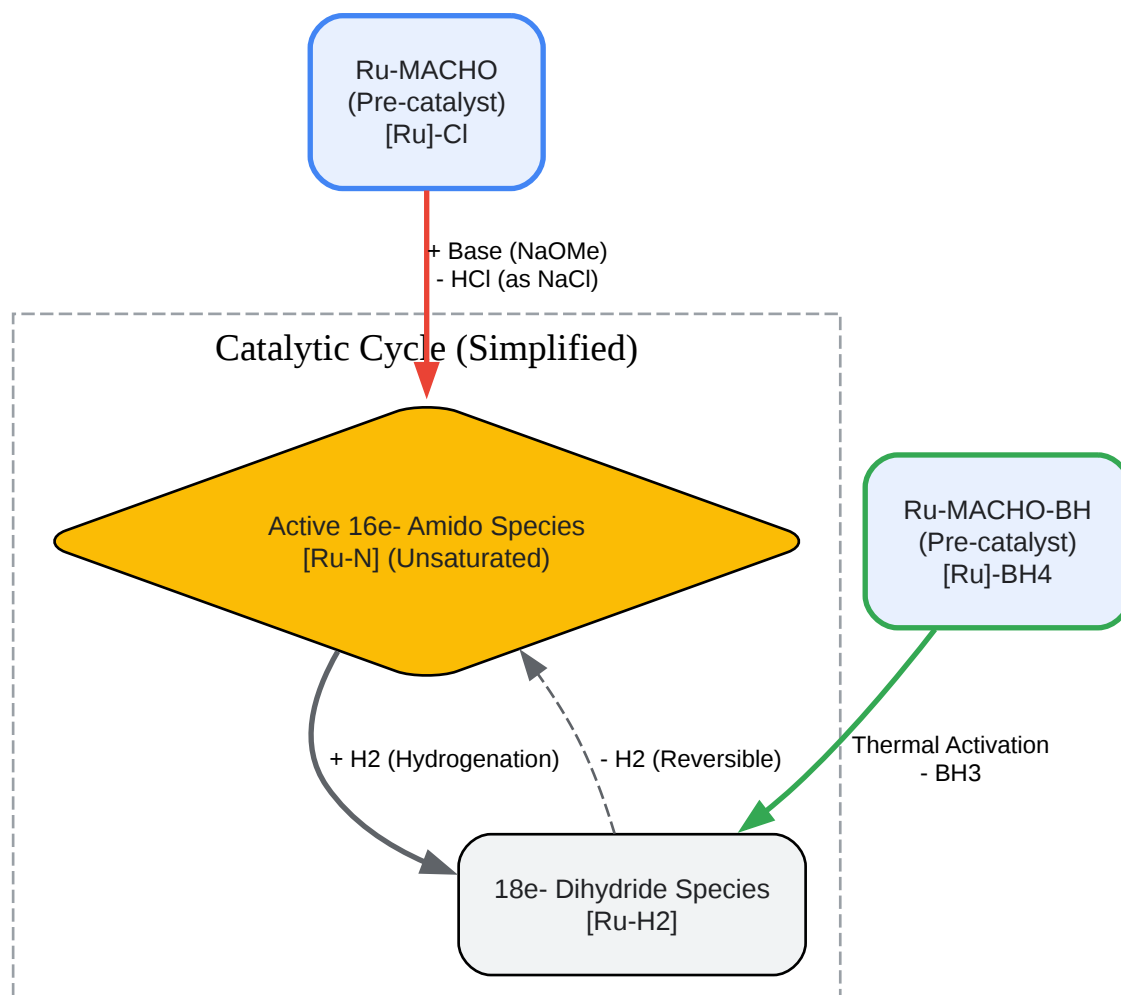 Ru-MACHO
(Pre-catalyst)
[Ru]-Cl
+ Base (NaOMe)
- HCl (as NaCl)
Catalytic Cycle (Simplified)
Active 16e- Amido Species
[Ru-N] (Unsaturated)
Ru-MACHO-BH
(Pre-catalyst)
[Ru]-BH4
+ H2 (Hydrogenation)
- H2 (Reversible)
Thermal Activation
- BH3
18e- Dihydride Species
[Ru-H2]